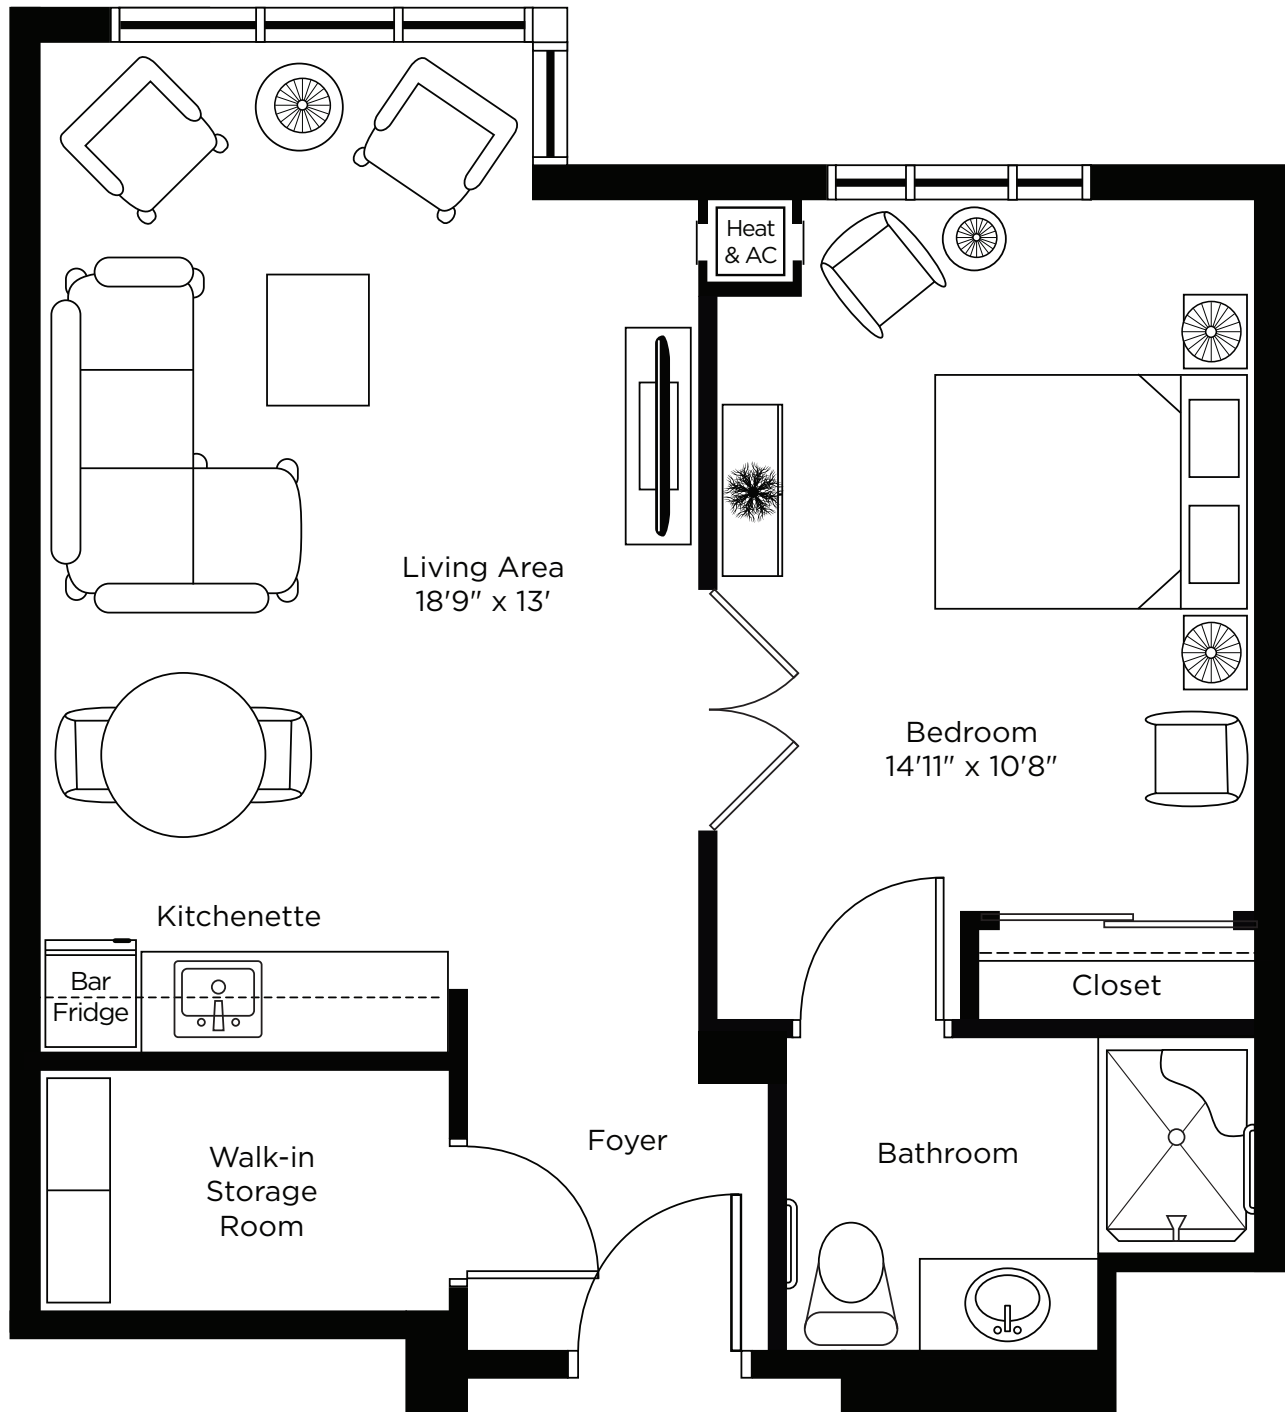 Heat
& AC
Living Area
18'9" x 13'
Bedroom
14'11" x 10'8"
Kitchenette
Bar
Fridge
Closet
Foyer
Walk-in
Storage
Room
Bathroom